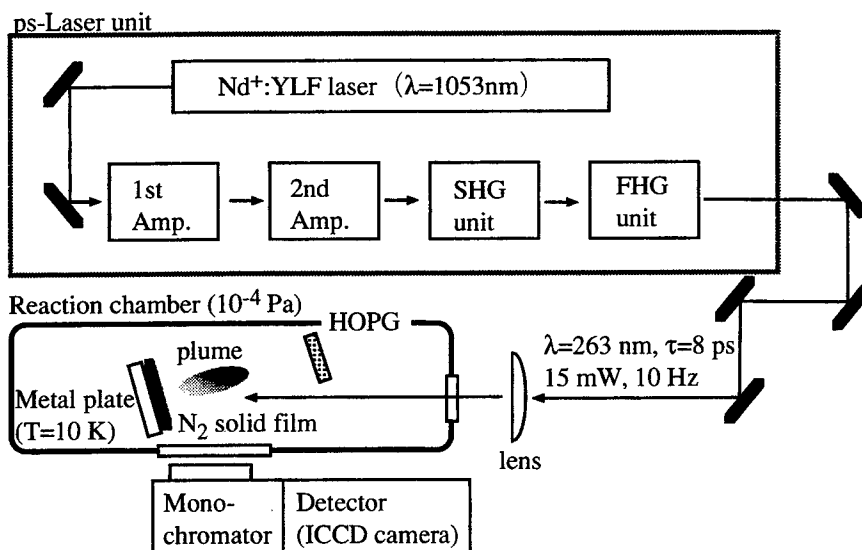 ps-Laser unit
Nd+:YLF laser (λ=1053nm)
1st
Amp.
2nd
Amp.
SHG
unit
FHG
unit
Reaction chamber (10-4 Pa)
HOPG
plume
λ=263 nm, τ=8 ps
15 mW, 10 Hz
Metal plate
(T=10 K)
N2 solid film
lens
Mono-
chromator
Detector
(ICCD camera)